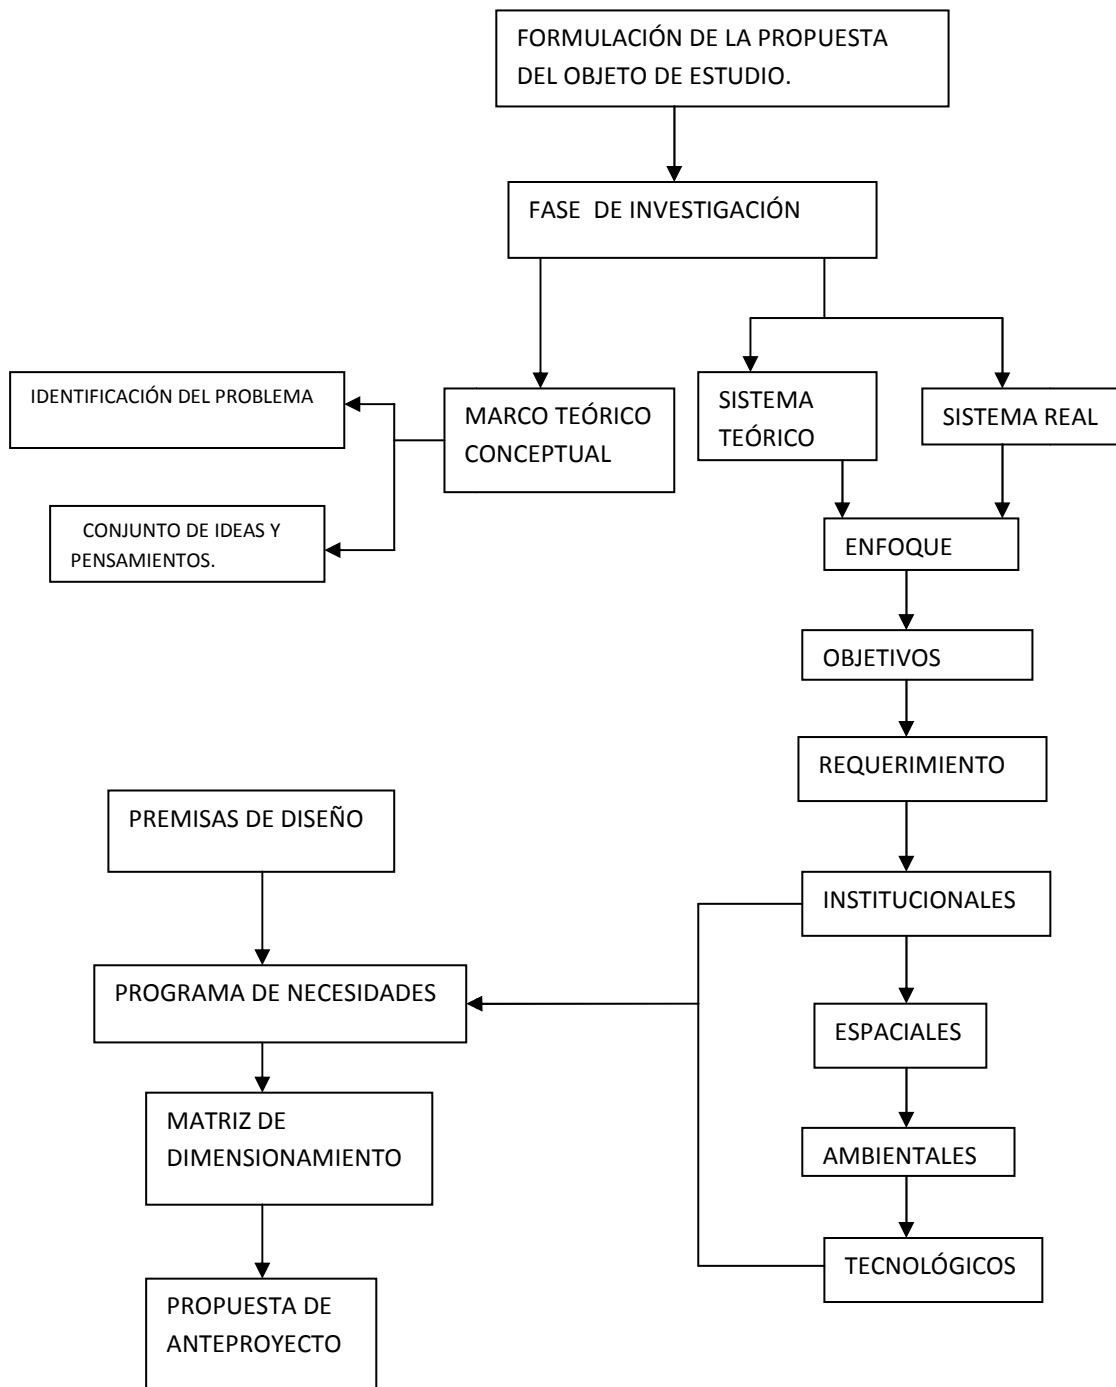 FORMULACIÓN DE LA PROPUESTA
DEL OBJETO DE ESTUDIO.
FASE DE INVESTIGACIÓN
IDENTIFICACIÓN DEL PROBLEMA
MARCO TEÓRICO
CONCEPTUAL
SISTEMA
TEÓRICO
SISTEMA REAL
CONJUNTO DE IDEAS Y
PENSAMIENTOS.
ENFOQUE
OBJETIVOS
REQUERIMIENTO
PREMISAS DE DISEÑO
INSTITUCIONALES
PROGRAMA DE NECESIDADES
ESPACIALES
MATRIZ DE
DIMENSIONAMIENTO
AMBIENTALES
TECNOLÓGICOS
PROPUESTA DE
ANTEPROYECTO